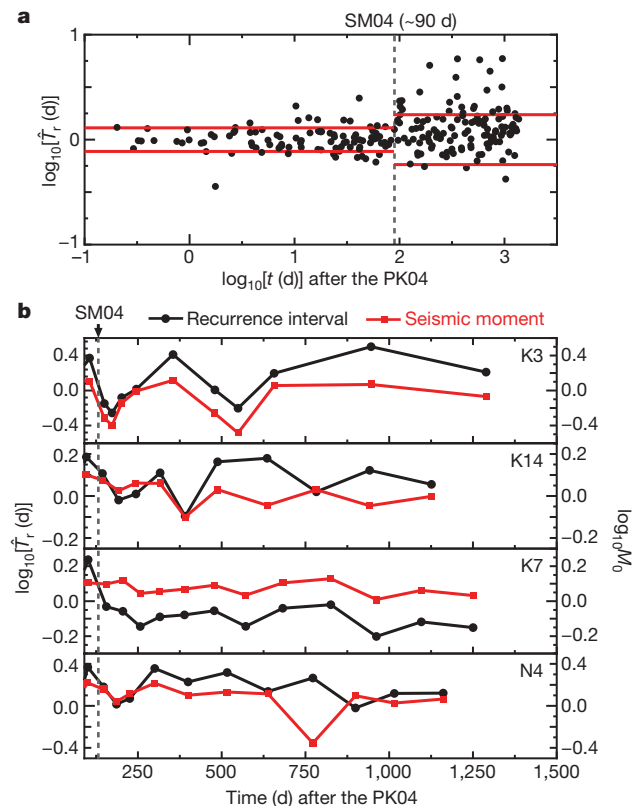 a
SM04 (~90 d)
1
0
−1
log10[T̂r (d)]
0
1
2
3
log10[t (d)] after the PK04
b
SM04
Recurrence interval
Seismic moment
0.4
0.0
−0.4
K3
0.4
0.0
−0.4
0.2
0.0
−0.2
K14
0.2
0.0
−0.2
0.2
0.0
−0.2
K7
0.2
0.0
−0.2
0.4
0.0
−0.4
N4
0.4
0.0
−0.4
log10[T̂r (d)]
log10M0
250
500
750
1,000
1,250
1,500
Time (d) after the PK04